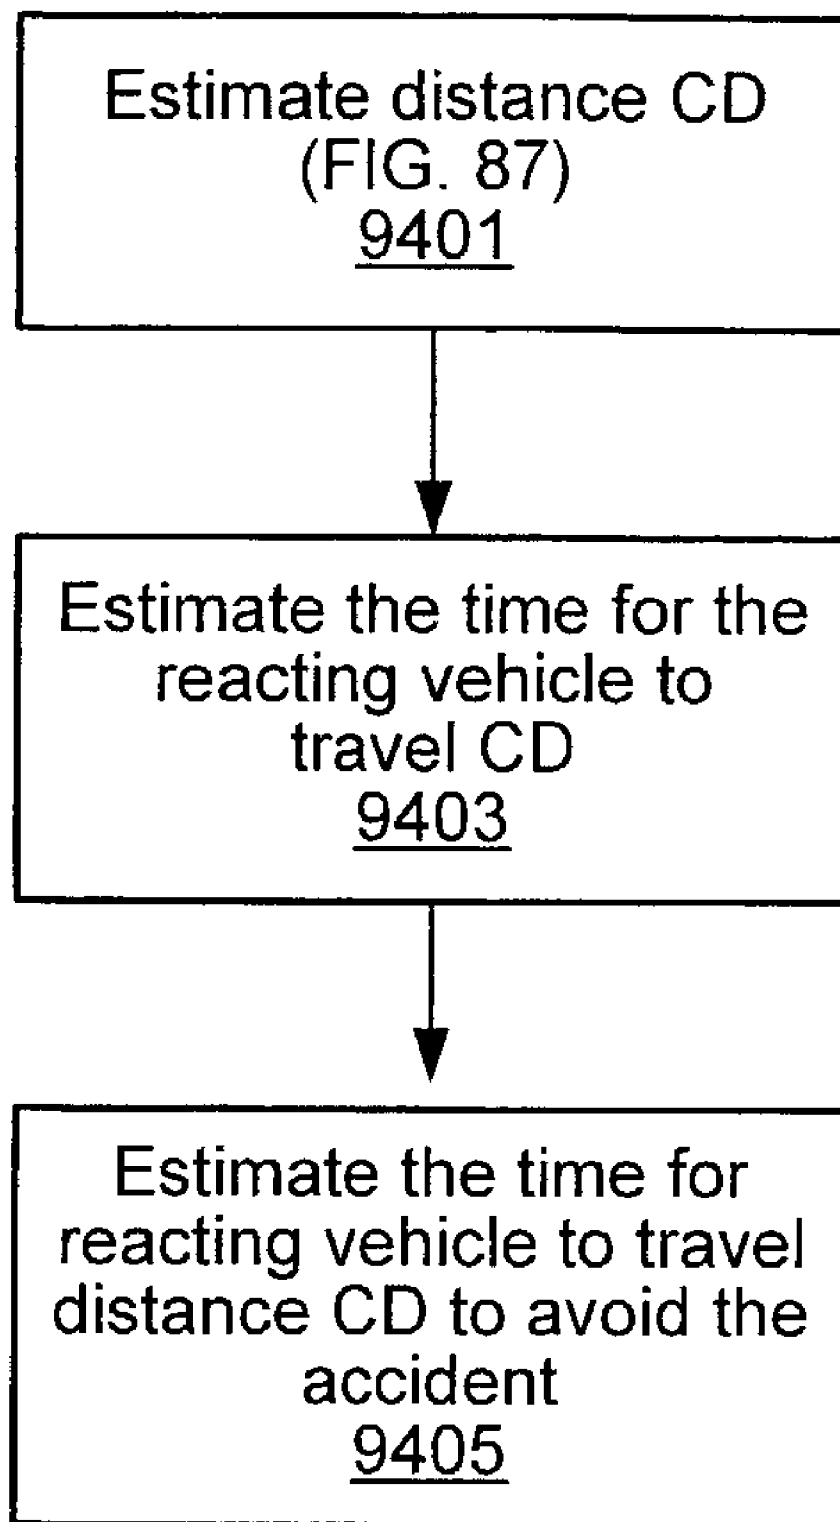 Estimate distance CD
(FIG. 87)
9401
Estimate the time for the
reacting vehicle to
travel CD
9403
Estimate the time for
reacting vehicle to travel
distance CD to avoid the
accident
9405